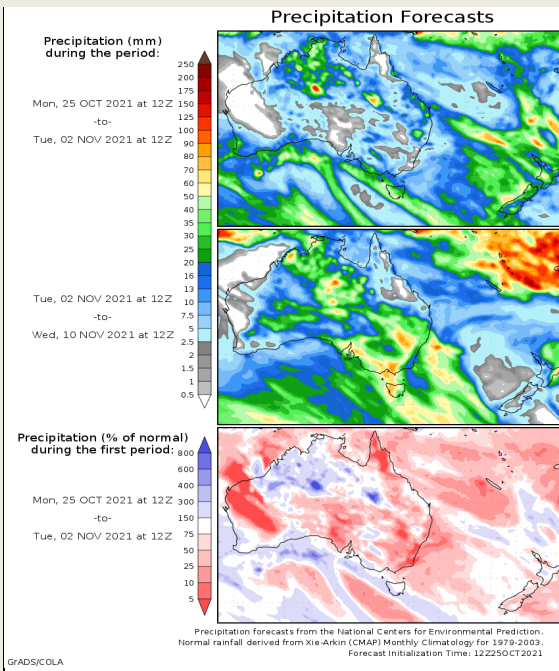 Precipitation Forecasts
Precipitation (mm)
during the period:
Mon, 25 OCT 2021 at 12Z
-to-
Tue, 02 NOV 2021 at 12Z
250
200
175
150
125
100
90
80
70
60
50
40
35
30
25
20
16
13
10
7.5
5
2.5
2
1.5
1
0.5
Tue, 02 NOV 2021 at 12Z
-to-
Wed, 10 NOV 2021 at 12Z
Precipitation (% of normal)
during the first period:
Mon, 25 OCT 2021 at 12Z
-to-
Tue, 02 NOV 2021 at 12Z
800
600
400
300
150
75
50
25
10
5
Precipitation forecasts from the National Centers for Environmental Prediction.
Normal rainfall derived from Xie-Arkin (CMAP) Monthly Climatology for 1979-2003.
Forecast Initialization Time: 12Z25OCT2021
GrADS/COLA